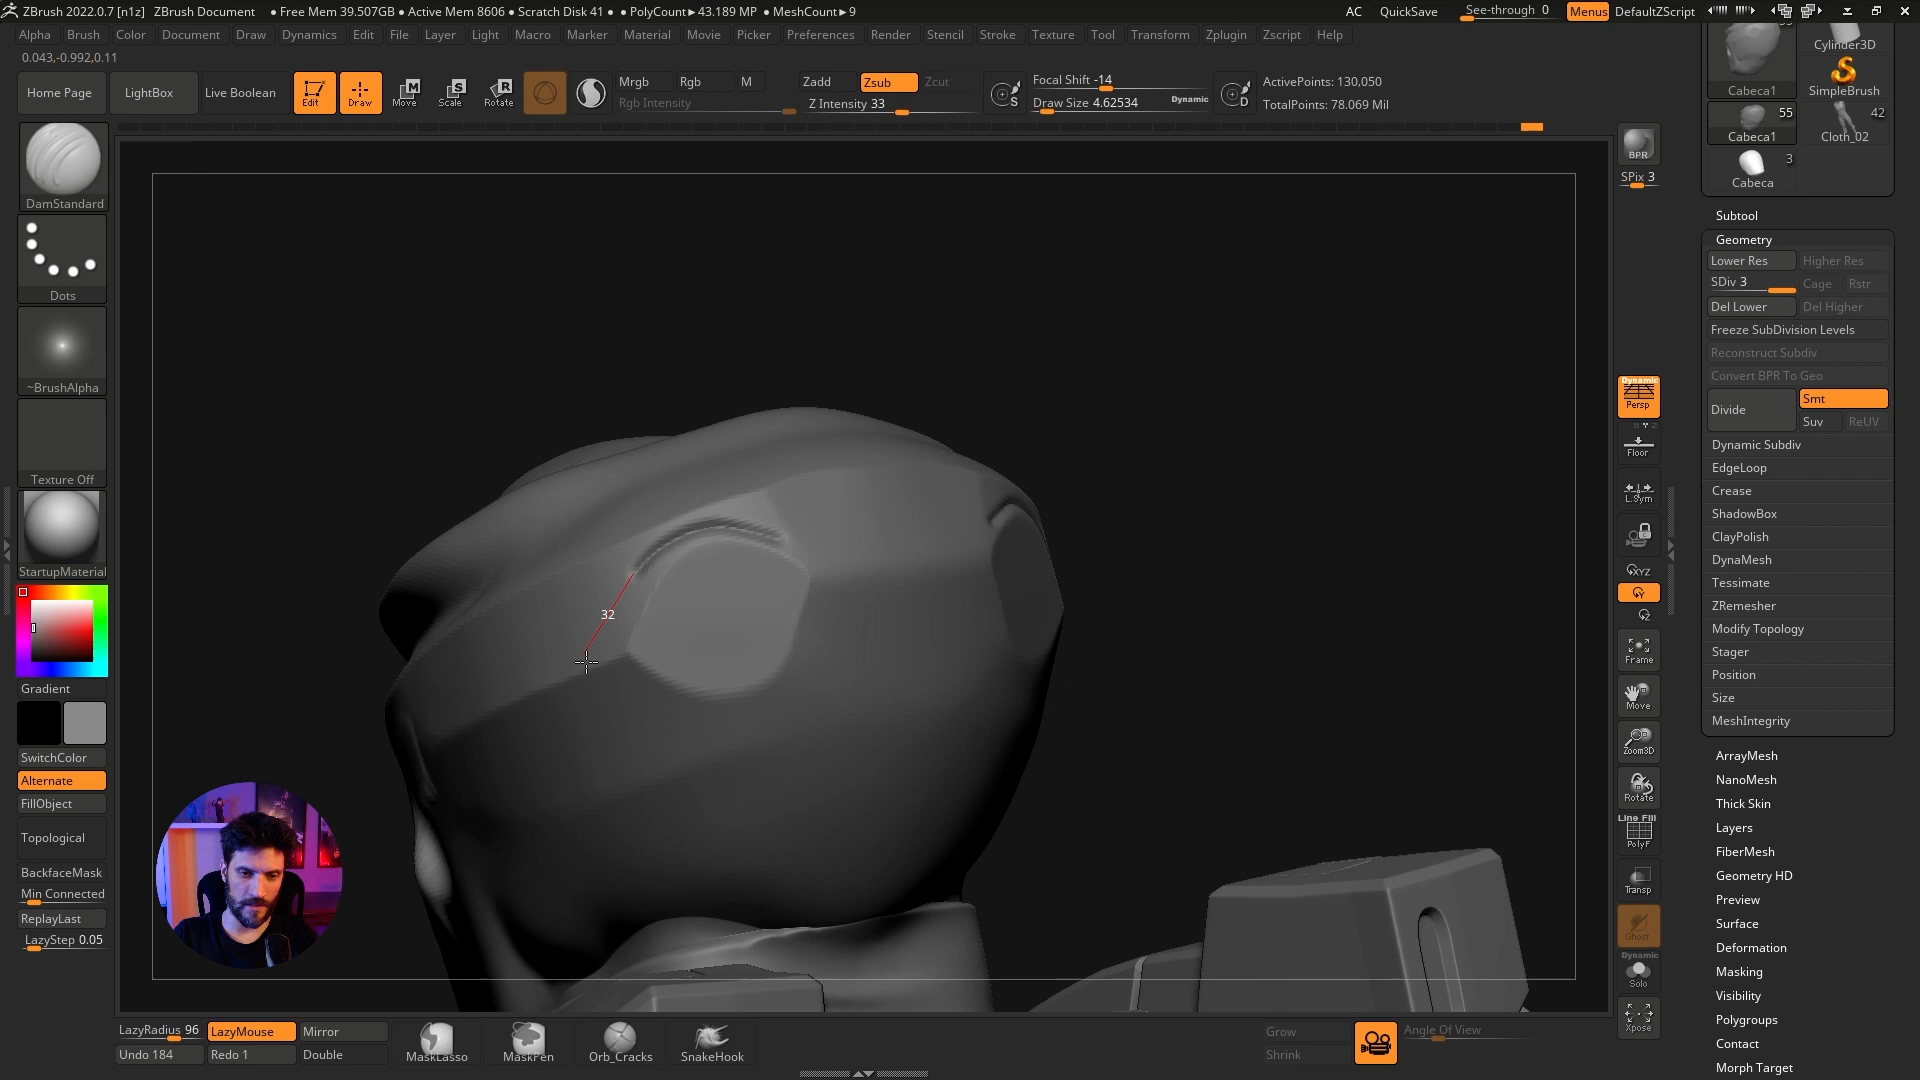 ZBrush 2022.0.7 [n1z] ZBrush Document • Free Mem 39.507GB • Active Mem 8606 • Scratch Disk 41 • • PolyCount► 43.189 MP • MeshCount► 9 AC QuickSave See-through 0 Menus DefaultZScript
Alpha Brush Color Document Draw Dynamics Edit File Layer Light Macro Marker Material Movie Picker Preferences Render Stencil Stroke Texture Tool Transform Zplugin Zscript Help
0.043,-0.992,0.11
Home Page LightBox Live Boolean Edit Draw Move Scale Rotate
M S R
Mrgb Rgb M
Rgb Intensity
Zadd Zsub Zcut
Z Intensity 33
S
Focal Shift -14
Draw Size 4.62534 Dynamic
D
ActivePoints: 130,050
TotalPoints: 78.069 Mil
DamStandard
Dots
~BrushAlpha
Texture Off
StartupMaterial
Gradient
SwitchColor
Alternate
FillObject
Topological
BackfaceMask
Min Connected
ReplayLast
LazyStep 0.05
32
LazyRadius 96 LazyMouse Mirror
Undo 184 Redo 1 Double
MaskLasso MaskPen Orb_Cracks SnakeHook
Grow
Shrink
Angle Of View
BPR
SPix 3
Dynamic
Persp
Floor
L.Sym
XYZ
Y
Z
Frame
Move
Zoom3D
Rotate
Line Fill
PolyF
Transp
Ghost
Dynamic
Solo
Xpose
Cylinder3D
Cabeca1 SimpleBrush
55 42
Cabeca1 Cloth_02
3
Cabeca
Subtool
Geometry
Lower Res Higher Res
SDiv 3 Cage Rstr
Del Lower Del Higher
Freeze SubDivision Levels
Reconstruct Subdiv
Convert BPR To Geo
Divide Smt
Suv ReUV
Dynamic Subdiv
EdgeLoop
Crease
ShadowBox
ClayPolish
DynaMesh
Tessimate
ZRemesher
Modify Topology
Stager
Position
Size
MeshIntegrity
ArrayMesh
NanoMesh
Thick Skin
Layers
FiberMesh
Geometry HD
Preview
Surface
Deformation
Masking
Visibility
Polygroups
Contact
Morph Target